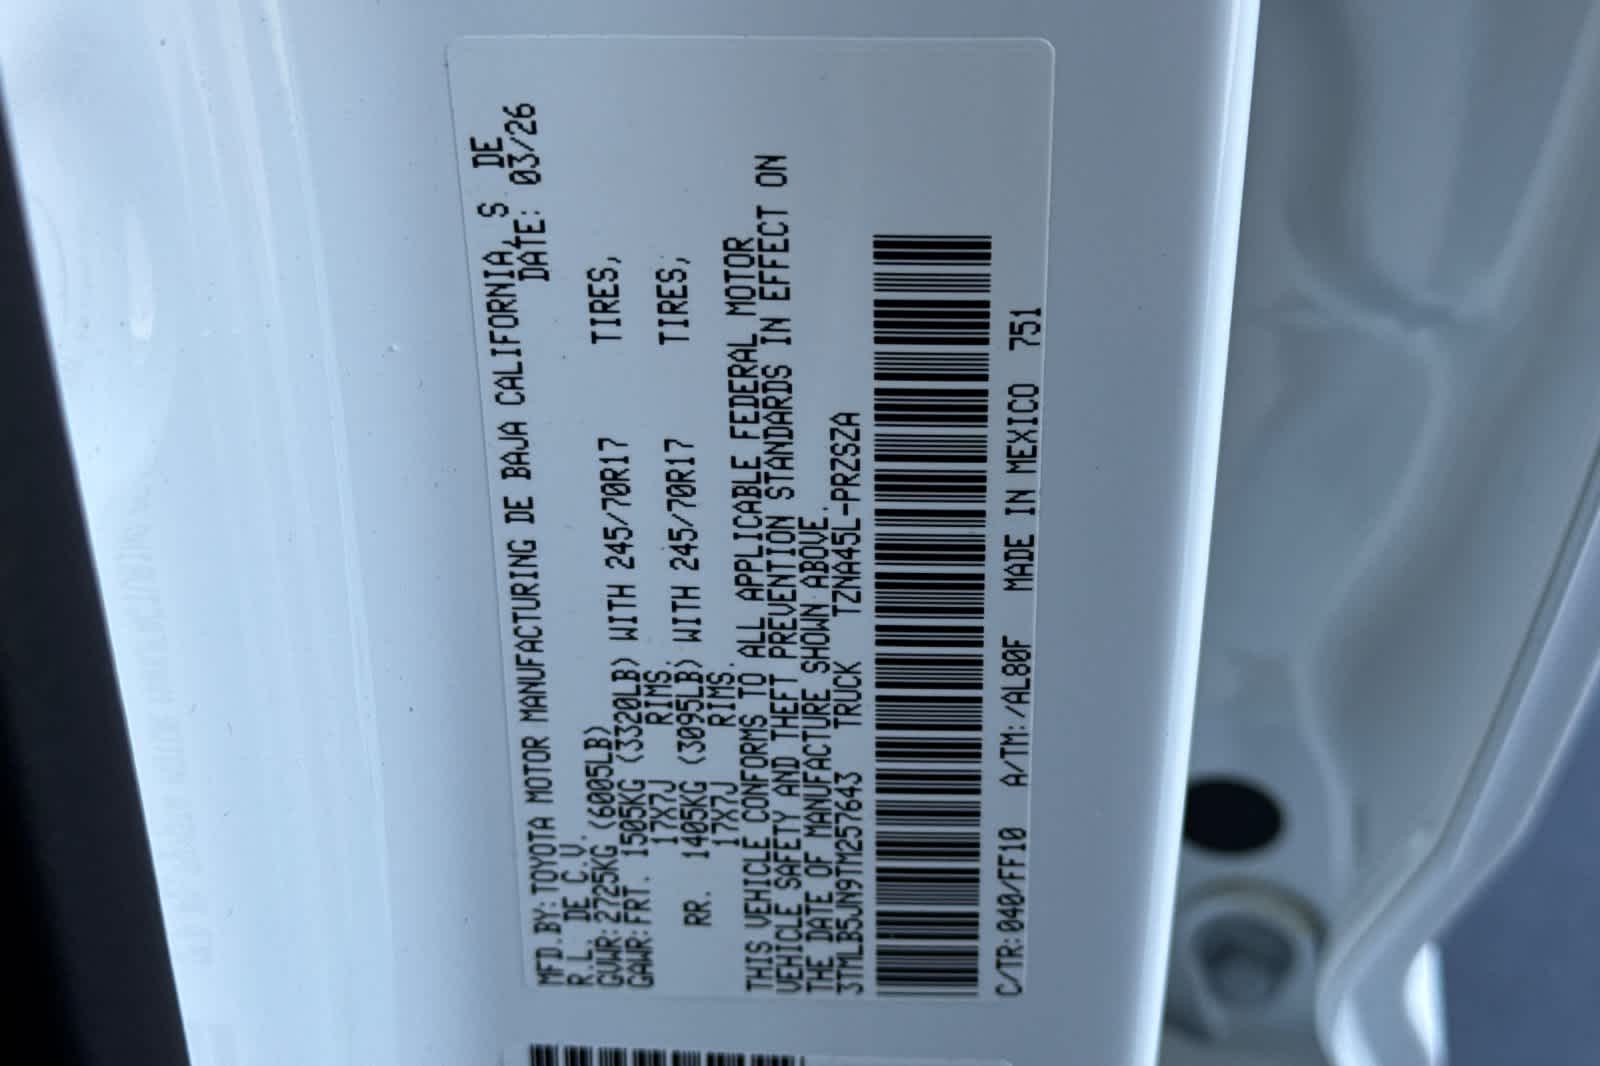 MFD.BY:TOYOTA MOTOR MANUFACTURING DE BAJA CALIFORNIA, S DE
R.L. DE C.V. DATE: 03/26
GVWR:2725KG (6005LB)
GAWR:FRT. 1505KG (3320LB) WITH 245/70R17 TIRES,
17X7J RIMS.
RR. 1405KG (3095LB) WITH 245/70R17 TIRES,
17X7J RIMS.
THIS VEHICLE CONFORMS TO ALL APPLICABLE FEDERAL MOTOR
VEHICLE SAFETY AND THEFT PREVENTION STANDARDS IN EFFECT ON
THE DATE OF MANUFACTURE SHOWN ABOVE.
3TMLB5JN9TM257643 TRUCK TZNA45L-PRZSZA
C/TR:040/FF10 A/TM:/AL80F MADE IN MEXICO 751